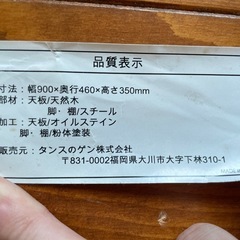 品質表示
寸法：幅900×奥行460×高さ350mm
部材：天板/天然木
脚・棚/スチール
加工：天板/オイルステイン
脚・棚/粉体塗装
販売元：タンスのゲン株式会社
〒831-0002福岡県大川市大字下林310-1